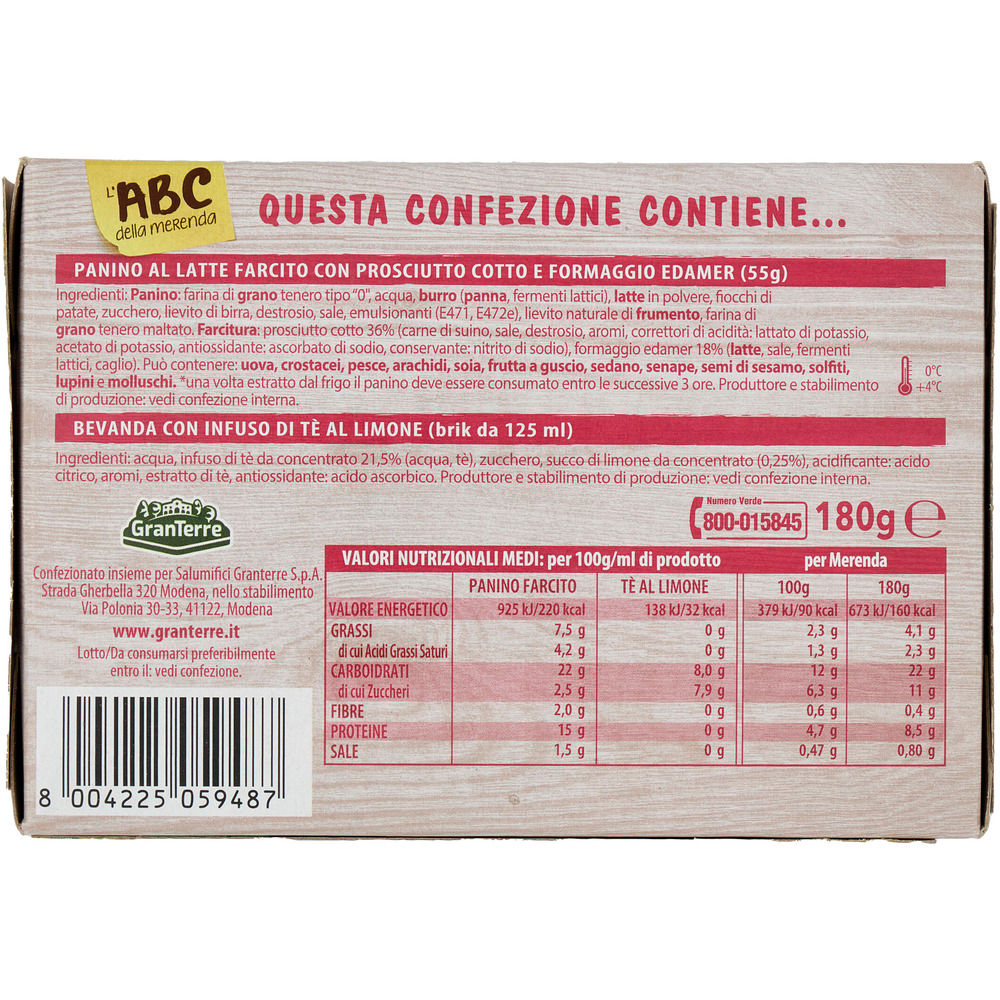 L'ABC
della merenda
QUESTA CONFEZIONE CONTIENE...
PANINO AL LATTE FARCITO CON PROSCIUTTO COTTO E FORMAGGIO EDAMER (55g)
Ingredienti: Panino: farina di grano tenero tipo "0", acqua, burro (panna, fermenti lattici), latte in polvere, fiocchi di
patate, zucchero, lievito di birra, destrosio, sale, emulsionanti (E471, E472e), lievito naturale di frumento, farina di
grano tenero maltato. Farcitura: prosciutto cotto 36% (carne di suino, sale, destrosio, aromi, correttori di acidità: lattato di potassio,
acetato di potassio, antiossidante: ascorbato di sodio, conservante: nitrito di sodio), formaggio edamer 18% (latte, sale, fermenti
lattici, caglio). Può contenere: uova, crostacei, pesce, arachidi, soia, frutta a guscio, sedano, senape, semi di sesamo, solfiti,
lupini e molluschi. *una volta estratto dal frigo il panino deve essere consumato entro le successive 3 ore. Produttore e stabilimento
di produzione: vedi confezione interna.
0°C
+4°C
BEVANDA CON INFUSO DI TÈ AL LIMONE (brik da 125 ml)
Ingredienti: acqua, infuso di tè da concentrato 21,5% (acqua, tè), zucchero, succo di limone da concentrato (0,25%), acidificante: acido
citrico, aromi, estratto di tè, antiossidante: acido ascorbico. Produttore e stabilimento di produzione: vedi confezione interna.
Numero Verde
800-015845
180g e
GranTerre
Confezionato insieme per Salumifici Granterre S.p.A.
Strada Gherbella 320 Modena, nello stabilimento
Via Polonia 30-33, 41122, Modena
www.granterre.it
Lotto/Da consumarsi preferibilmente
entro il: vedi confezione.
8 004225 059487
VALORI NUTRIZIONALI MEDI: per 100g/ml di prodotto per Merenda
PANINO FARCITO TÈ AL LIMONE 100g 180g
VALORE ENERGETICO 925 kJ/220 kcal 138 kJ/32 kcal 379 kJ/90 kcal 673 kJ/160 kcal
GRASSI 7,5 g 0 g 2,3 g 4,1 g
di cui Acidi Grassi Saturi 4,2 g 0 g 1,3 g 2,3 g
CARBOIDRATI 22 g 8,0 g 12 g 22 g
di cui Zuccheri 2,5 g 7,9 g 6,3 g 11 g
FIBRE 2,0 g 0 g 0,6 g 0,4 g
PROTEINE 15 g 0 g 4,7 g 8,5 g
SALE 1,5 g 0 g 0,47 g 0,80 g